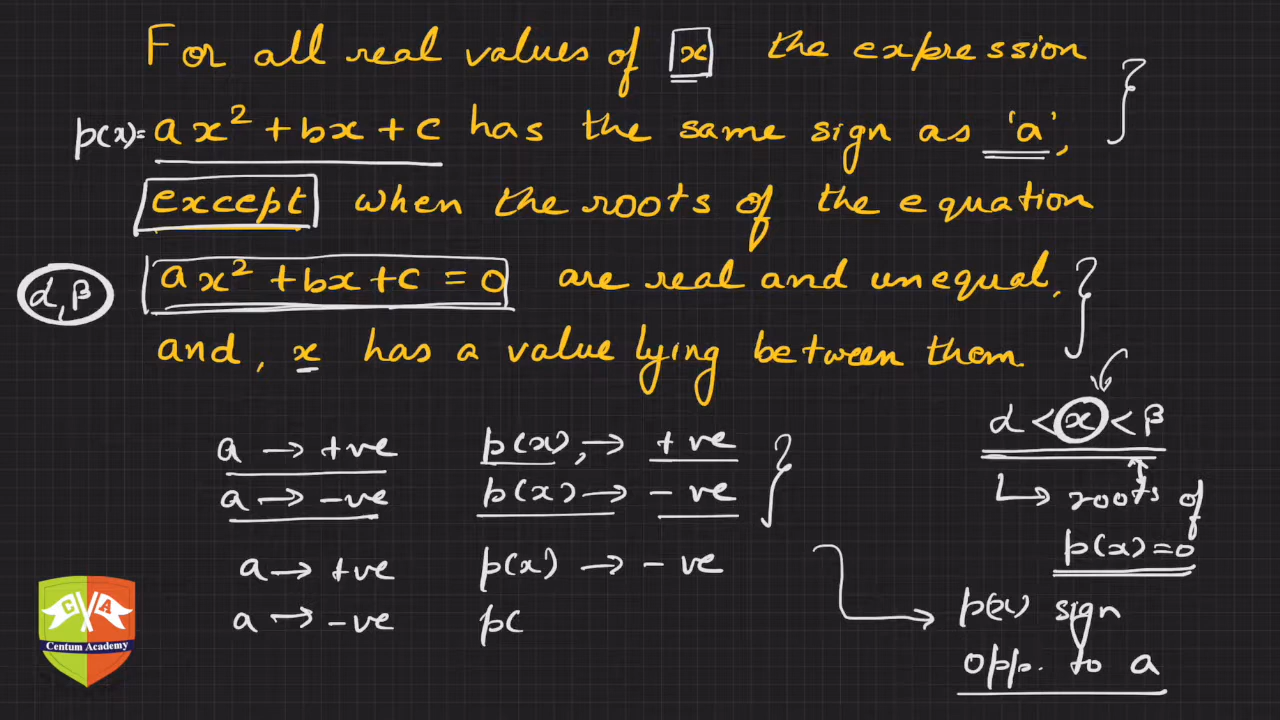 For all real values of x the expression
p(x)= ax² + bx + c has the same sign as 'a',
except when the roots of the equation
α, β ax² + bx + c = 0 are real and unequal,
and, x has a value lying between them
α < x < β
a → +ve p(x), → +ve
a → -ve p(x) → -ve
↳ roots of
p(x) = 0
a → +ve p(x) → -ve
a → -ve p(
p(x) sign
opp. to a
C A
Centum Academy